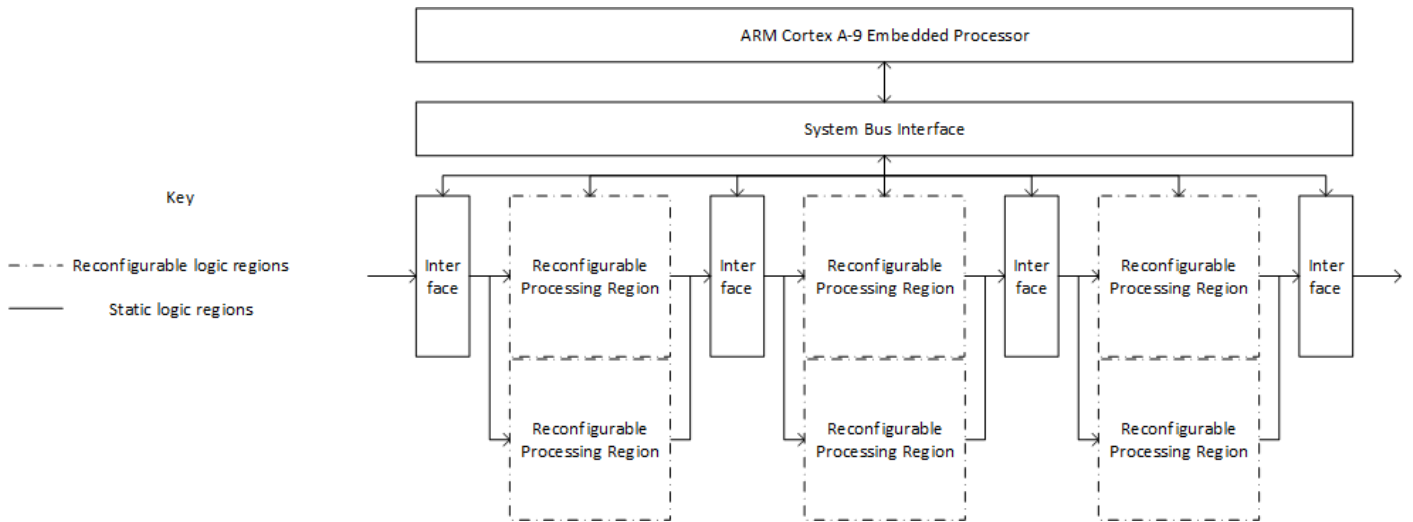 ARM Cortex A-9 Embedded Processor
System Bus Interface
Key
Reconfigurable logic regions
Static logic regions
Inter
face
Reconfigurable
Processing Region
Inter
face
Reconfigurable
Processing Region
Inter
face
Reconfigurable
Processing Region
Inter
face
Reconfigurable
Processing Region
Reconfigurable
Processing Region
Reconfigurable
Processing Region